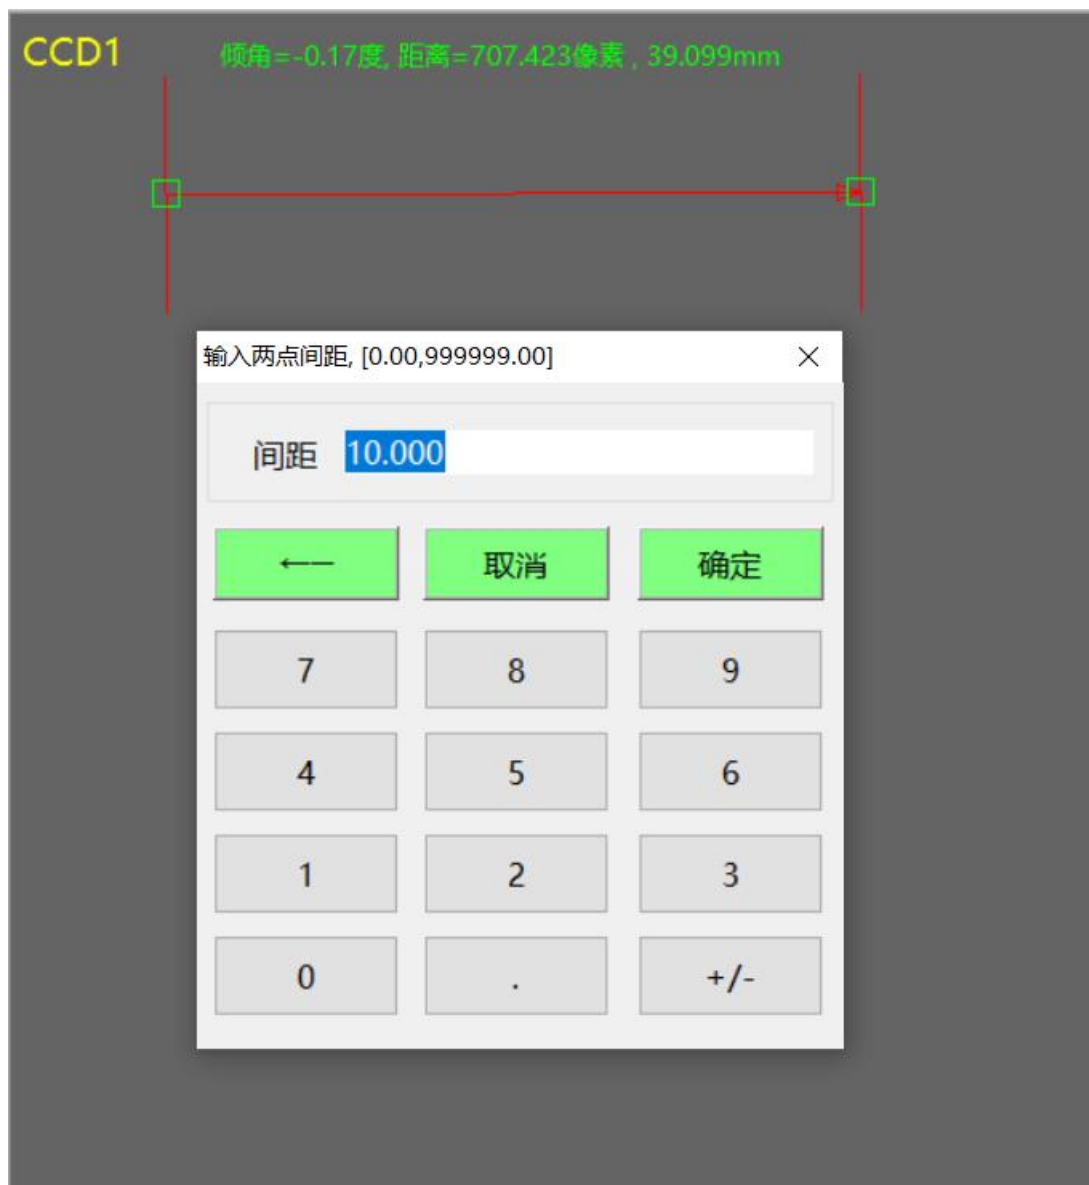 CCD1
倾角=-0.17度, 距离=707.423像素 , 39.099mm
输入两点间距, [0.00,999999.00]
间距 10.000
←─ 取消 确定
7 8 9
4 5 6
1 2 3
0 . +/-